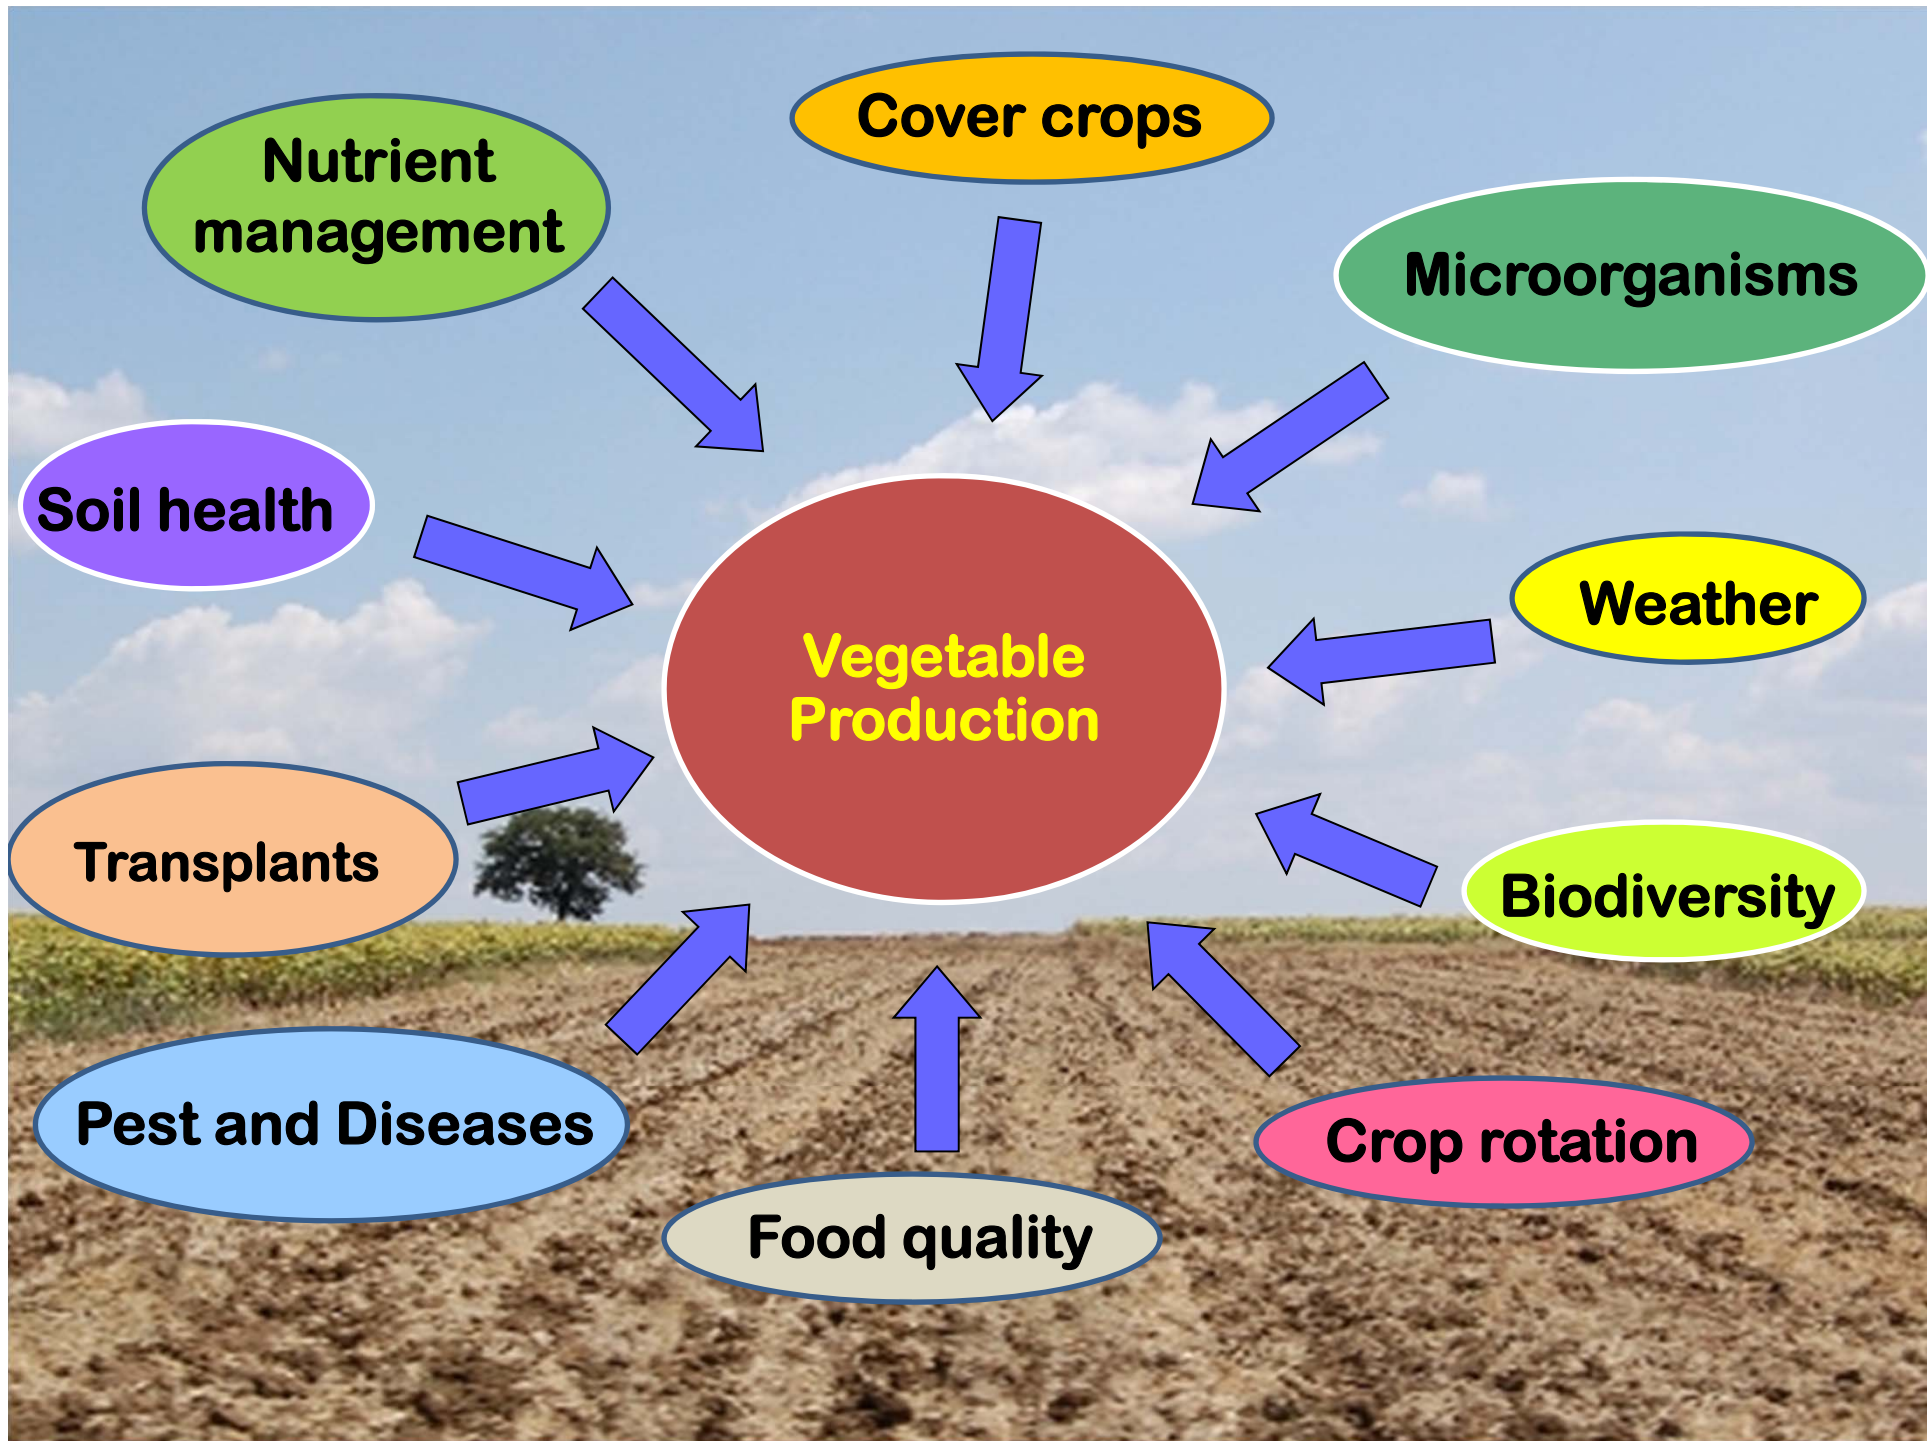 Cover crops
Nutrient
management
Microorganisms
Soil health
Weather
Vegetable
Production
Transplants
Biodiversity
Pest and Diseases
Crop rotation
Food quality